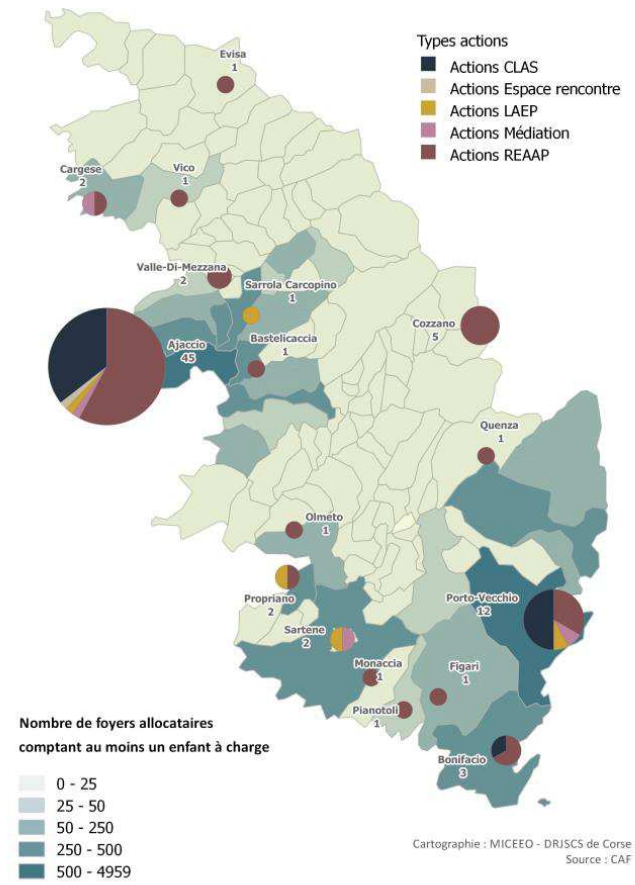 Types actions
Actions CLAS
Actions Espace rencontre
Actions LAEP
Actions Médiation
Actions REAAP
Evisa
1
Cargese
2
Vico
1
Valle-Di-Mezzana
2
Sarrola Carcopino
1
Cozzano
5
Ajaccio
45
Bastelicaccia
1
Quenza
1
Olmeto
1
Propriano
2
Porto-Vecchio
12
Sartene
2
Monaccia
1
Figari
1
Pianotoli
1
Bonifacio
3
Nombre de foyers allocataires
comptant au moins un enfant à charge
0 - 25
25 - 50
50 - 250
250 - 500
500 - 4959
Cartographie : MICEEO - DRJSCS de Corse
Source : CAF